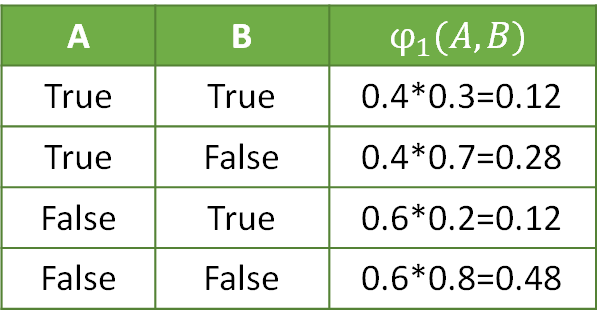 A B φ₁(A, B)
True True 0.4*0.3=0.12
True False 0.4*0.7=0.28
False True 0.6*0.2=0.12
False False 0.6*0.8=0.48